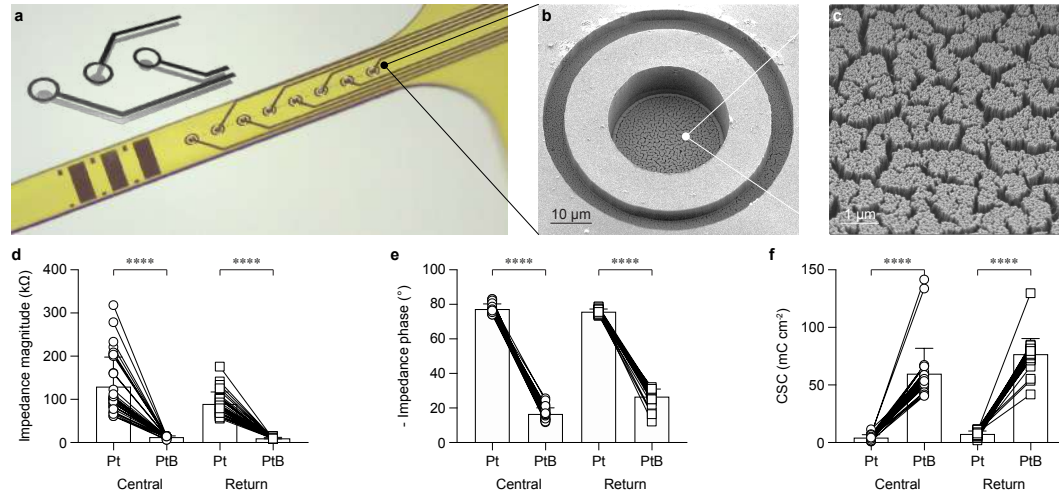 a
b
10 µm
c
1 µm
d
Impedance magnitude (kΩ)
400
300
200
100
0
****
****
Pt
PtB
Pt
PtB
Central
Return
e
- Impedance phase (°)
100
80
60
40
20
0
****
****
Pt
PtB
Pt
PtB
Central
Return
f
CSC (mC cm⁻²)
150
100
50
0
****
****
Pt
PtB
Pt
PtB
Central
Return